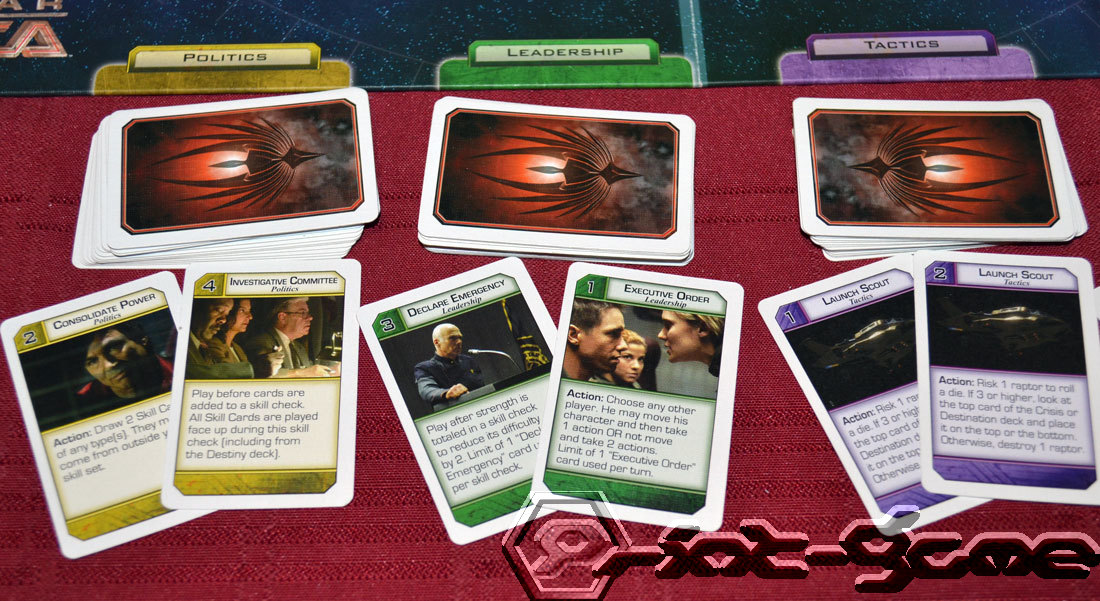 AR
CA
POLITICS
LEADERSHIP
TACTICS
2 CONSOLIDATE POWER
Politics
Action: Draw 2 Skill Ca
of any type(s). They m
come from outside y
skill set.
4 INVESTIGATIVE COMMITTEE
Politics
Play before cards are
added to a skill check.
All Skill Cards are played
face up during this skill
check (including from
the Destiny deck).
3 DECLARE EMERGENCY
Leadership
Play after strength is
totaled in a skill check
to reduce its difficulty
by 2. Limit of 1 "Decl
Emergency" card u
per skill check.
1 EXECUTIVE ORDER
Leadership
Action: Choose any other
player. He may move his
character and then take
1 action OR not move
and take 2 actions.
Limit of 1 "Executive Order"
card used per turn.
1 LAUNCH SCOUT
Tactics
Action: Risk 1 rap
a die. If 3 or high
the top card of
Destination d
it on the top
Otherwise,
2 LAUNCH SCOUT
Tactics
Action: Risk 1 raptor to roll
a die. If 3 or higher, look at
the top card of the Crisis or
Destination deck and place
it on the top or the bottom.
Otherwise, destroy 1 raptor.